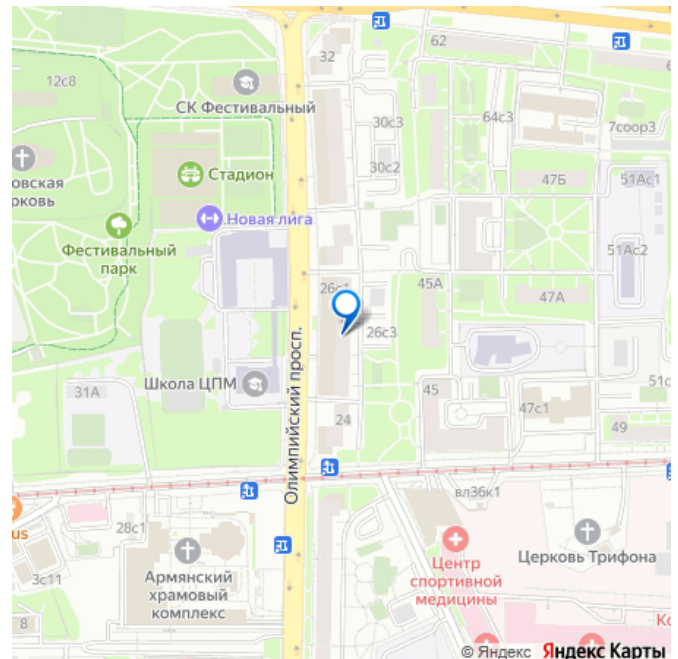 62
32
12с8
СК Фестивальный
30с3
64с3
7соор3
30с2
Стадион
47Б
51Ас1
овская
рковь
Новая лига
Фестивальный
парк
51Ас2
26с1
45А
47А
26с3
Олимпийский просп.
Школа ЦПМ
31А
45
47с1
51с
24
49
вл36к1
28с1
us
Центр
спортивной
медицины
Церковь Трифона
Армянский
храмовый
комплекс
3с11
8
Ко
© Яндекс Яндекс Карты